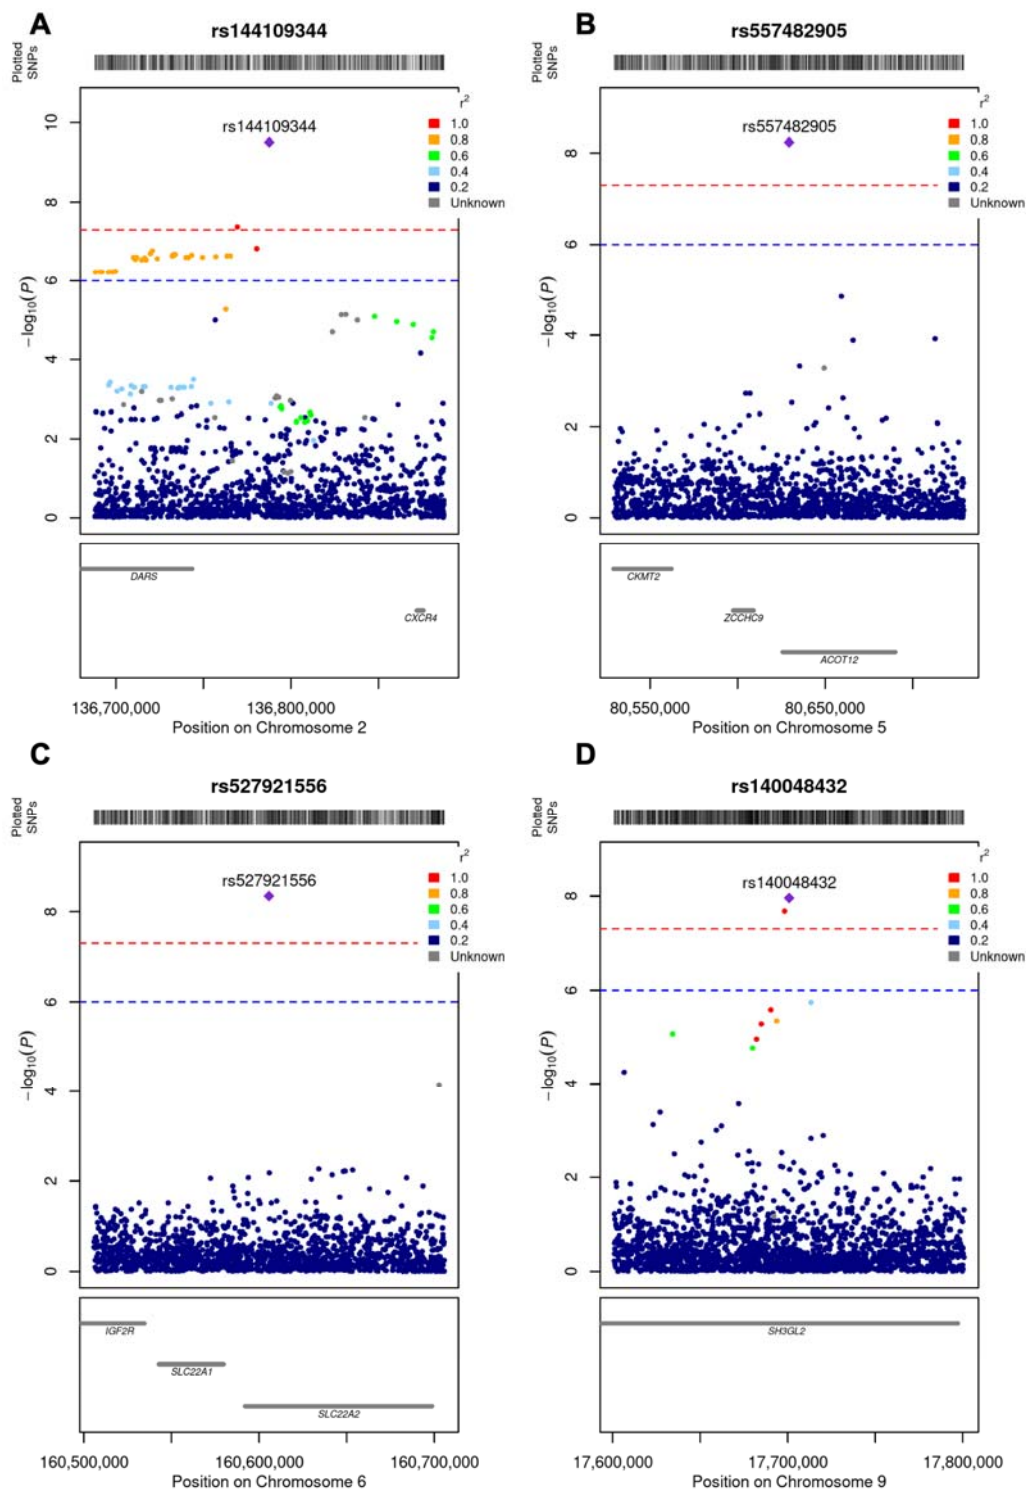 A
rs144109344
Plotted
SNPs
r²
1.0
0.8
0.6
0.4
0.2
Unknown
rs144109344
10
8
6
4
2
0
−log₁₀(P)
DARS
CXCR4
136,700,000
136,800,000
Position on Chromosome 2
B
rs557482905
Plotted
SNPs
r²
1.0
0.8
0.6
0.4
0.2
Unknown
rs557482905
8
6
4
2
0
−log₁₀(P)
CKMT2
ZCCHC9
ACOT12
80,550,000
80,650,000
Position on Chromosome 5
C
rs527921556
Plotted
SNPs
r²
1.0
0.8
0.6
0.4
0.2
Unknown
rs527921556
8
6
4
2
0
−log₁₀(P)
IGF2R
SLC22A1
SLC22A2
160,500,000
160,600,000
160,700,000
Position on Chromosome 6
D
rs140048432
Plotted
SNPs
r²
1.0
0.8
0.6
0.4
0.2
Unknown
rs140048432
8
6
4
2
0
−log₁₀(P)
SH3GL2
17,600,000
17,700,000
17,800,000
Position on Chromosome 9